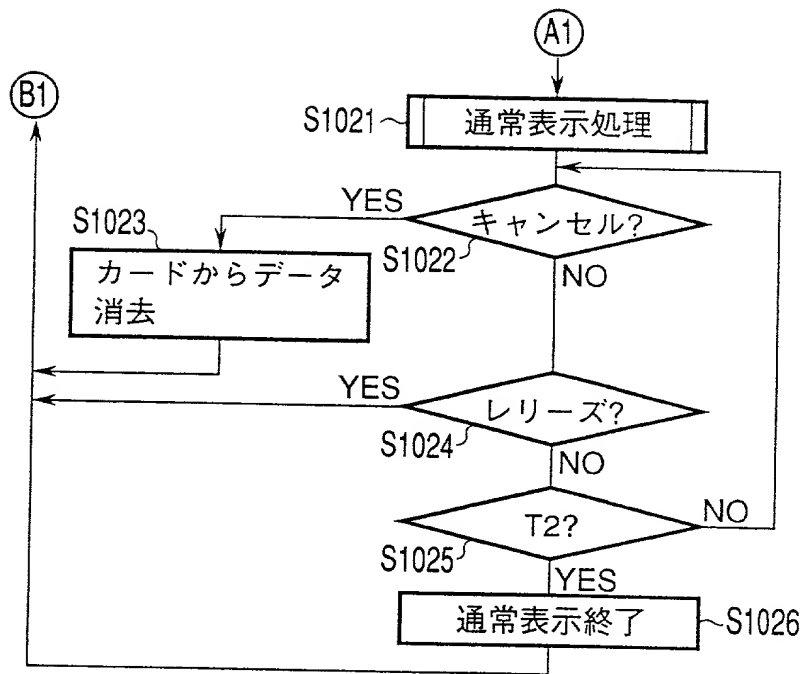 A1
B1
S1021
通常表示処理
YES
S1023
キャンセル?
S1022
カードからデータ
消去
NO
YES
レリーズ?
S1024
NO
T2?
NO
S1025
YES
通常表示終了
S1026